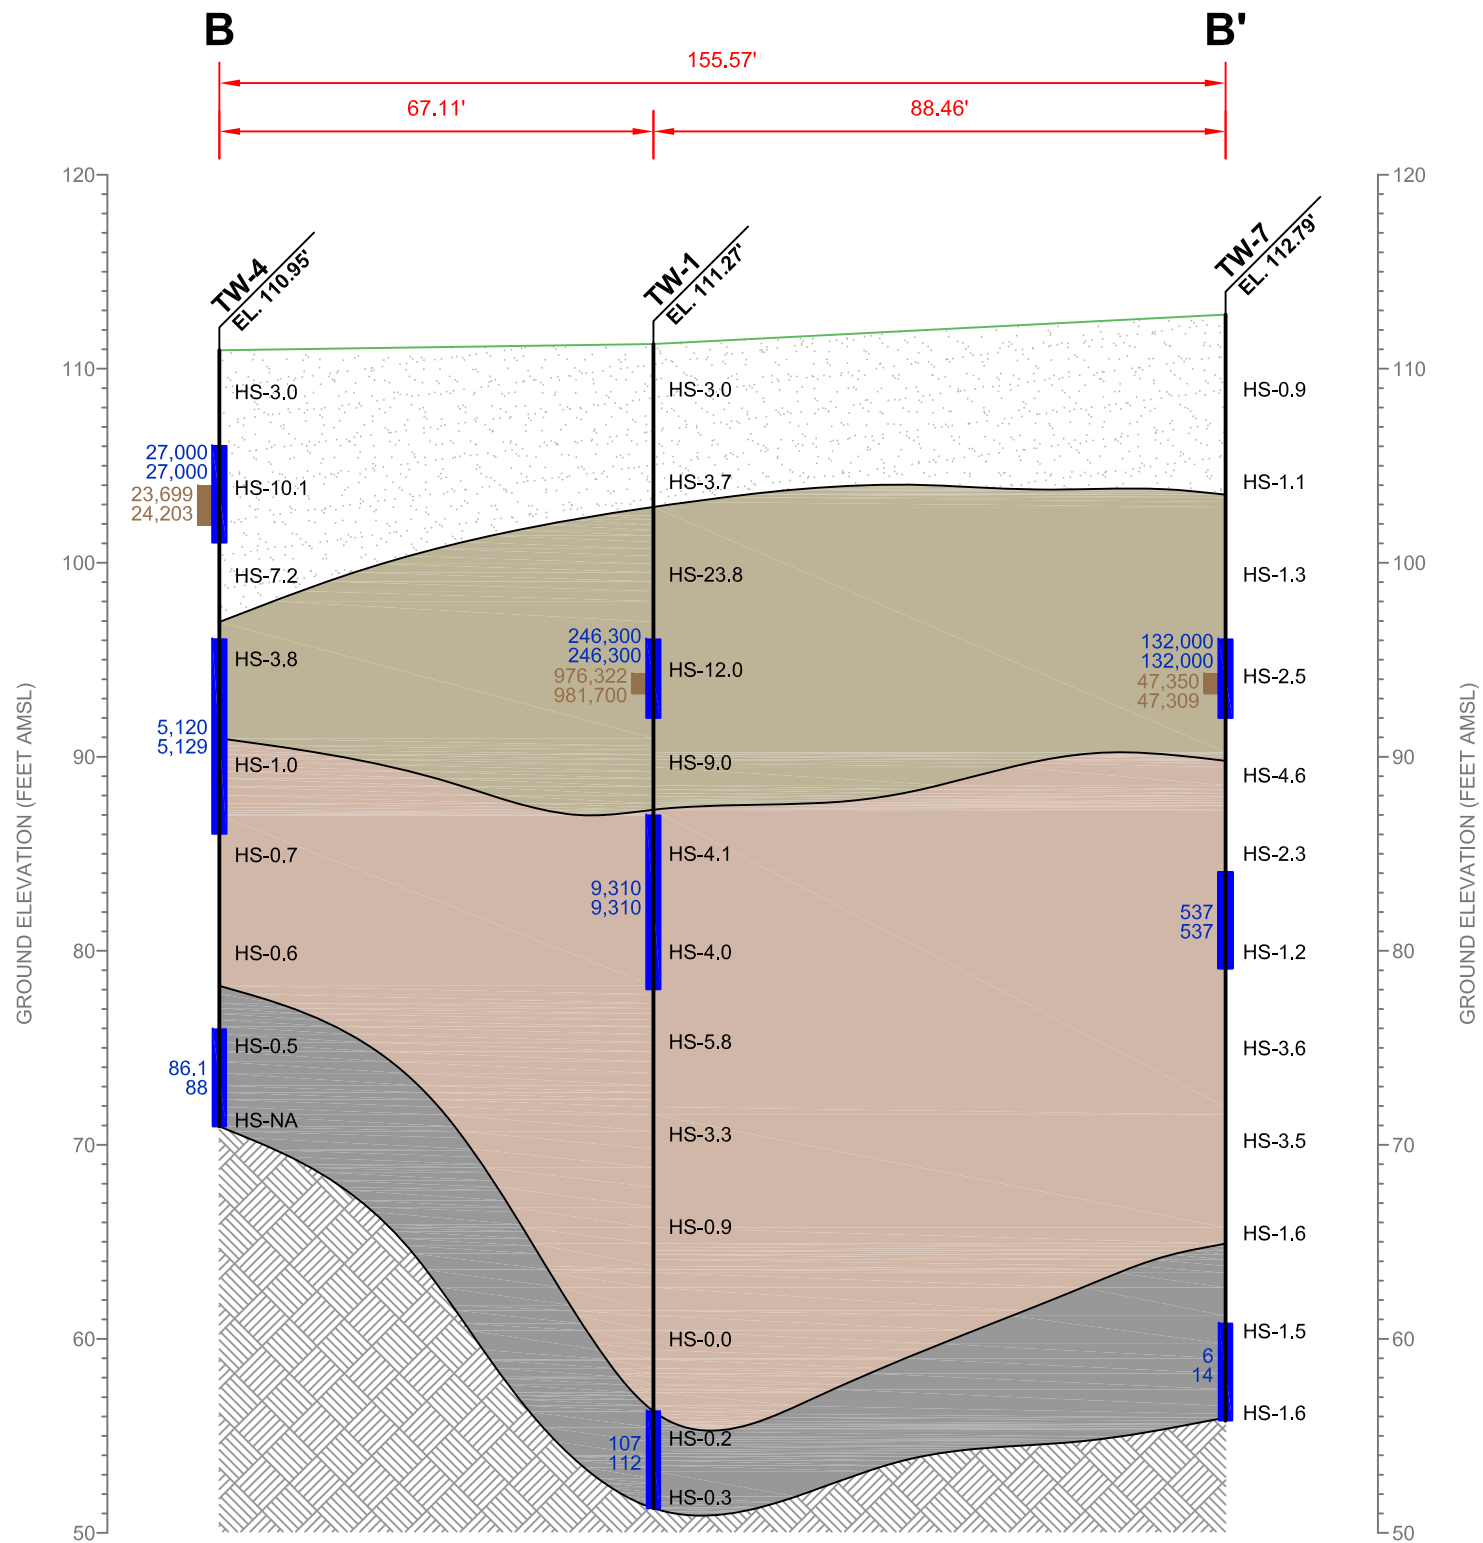 B
B'
155.57'
67.11'
88.46'
120
110
100
90
80
70
60
50
GROUND ELEVATION (FEET AMSL)
TW-4
EL. 110.95'
HS-3.0
HS-10.1
HS-7.2
HS-3.8
HS-1.0
HS-0.7
HS-0.6
HS-0.5
HS-NA
27,000
27,000
23,699
24,203
5,120
5,129
86.1
88
TW-1
EL. 111.27'
HS-3.0
HS-3.7
HS-23.8
HS-12.0
HS-9.0
HS-4.1
HS-4.0
HS-5.8
HS-3.3
HS-0.9
HS-0.0
HS-0.2
HS-0.3
246,300
246,300
976,322
981,700
9,310
9,310
107
112
TW-7
EL. 112.79'
HS-0.9
HS-1.1
HS-1.3
HS-2.5
HS-4.6
HS-2.3
HS-1.2
HS-3.6
HS-3.5
HS-1.6
HS-1.5
HS-1.6
132,000
132,000
47,350
47,309
537
537
6
14
120
110
100
90
80
70
60
50
GROUND ELEVATION (FEET AMSL)